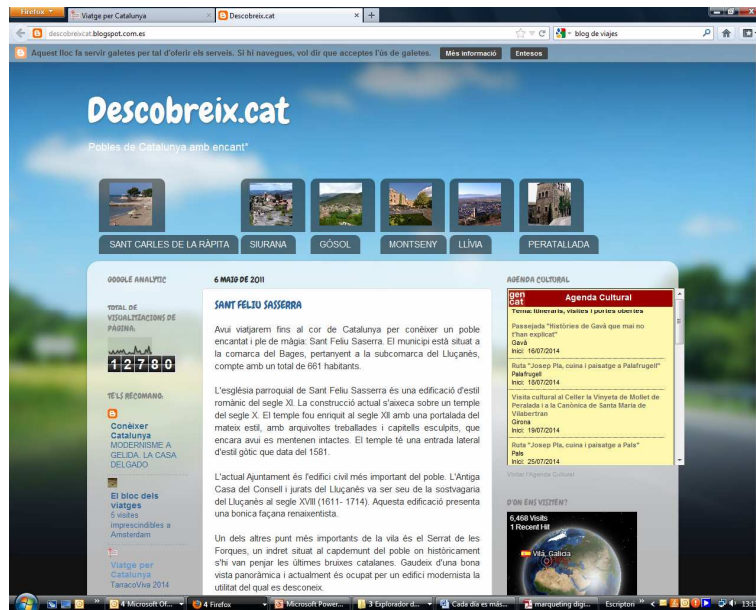 Firefox
Viatge per Catalunya
Descobreix.cat
descobreixcat.blogspot.com.es
blog de viajes
Aquest lloc fa servir galetes per tal d'oferir els serveis. Si hi navegues, vol dir que acceptes l'ús de galetes.
Més informació
Entesos
Descobreix.cat
Pobles de Catalunya amb encant"
SANT CARLES DE LA RÀPITA
SIURANA
GÓSOL
MONTSENY
LLÍVIA
PERATALLADA
GOOGLE ANALYTIC
TOTAL DE
VISUALITZACIONS DE
PÀGINA:
12780
TE'LS RECOMANO:
Conèixer
Catalunya
MODERNISME A
GELIDA. LA CASA
DELGADO
El bloc dels
viatges
5 visites
imprescindibles a
Amsterdam
Viatge per
Catalunya
TarracoViva 2014
6 MAIG DE 2011
SANT FELIU SASSERRA
Avui viatjarem fins al cor de Catalunya per conèixer un poble
encantat i ple de màgia: Sant Feliu Saserra. El municipi està situat a
la comarca del Bages, pertanyent a la subcomarca del Lluçanès,
compte amb un total de 661 habitants.
L'església parroquial de Sant Feliu Sasserra és una edificació d'estil
romànic del segle XI. La construcció actual s'aixeca sobre un temple
del segle X. El temple fou enriquit al segle XII amb una portalada del
mateix estil, amb arquivoltes treballades i capitells esculpits, que
encara avui es mantenen intactes. El temple té una entrada lateral
d'estil gòtic que data del 1581.
L'actual Ajuntament és l'edifici civil més important del poble. L'Antiga
Casa del Consell i jurats del Lluçanès va ser seu de la sostvagaria
del Lluçanès al segle XVIII (1611- 1714). Aquesta edificació presenta
una bonica façana renaixentista.
Un dels altres punt més importants de la vila és el Serrat de les
Forques, un indret situat al capdemunt del poble on històricament
s'hi van penjar les últimes bruixes catalanes. Gaudeix d'una bona
vista panoràmica i actualment és ocupat per un edifici modernista la
utilitat del qual es desconeix.
AGENDA CULTURAL
gen
cat
Agenda Cultural
Tema: Itineraris, visites i portes obertes
Passejada "Històries de Gavà que mai no
t'han explicat"
Gavà
Inici: 16/07/2014
Ruta "Josep Pla, cuina i paisatge a Palafrugell"
Palafrugell
Inici: 18/07/2014
Visita cultural al Celler la Vinyeta de Mollet de
Peralada i a la Canònica de Santa Maria de
Vilabertran
Girona
Inici: 19/07/2014
Ruta "Josep Pla, cuina i paisatge a Pals"
Pals
Inici: 25/07/2014
Visitar l'Agenda Cultural
D'ON ENS VISITEN?
6,468 Visits
1 Recent Hit
Vilá, Galicia
4 Microsoft Of...
4 Firefox
Microsoft Power...
3 Explorador d...
Cada día es más...
marqueting digi...
Escriptori